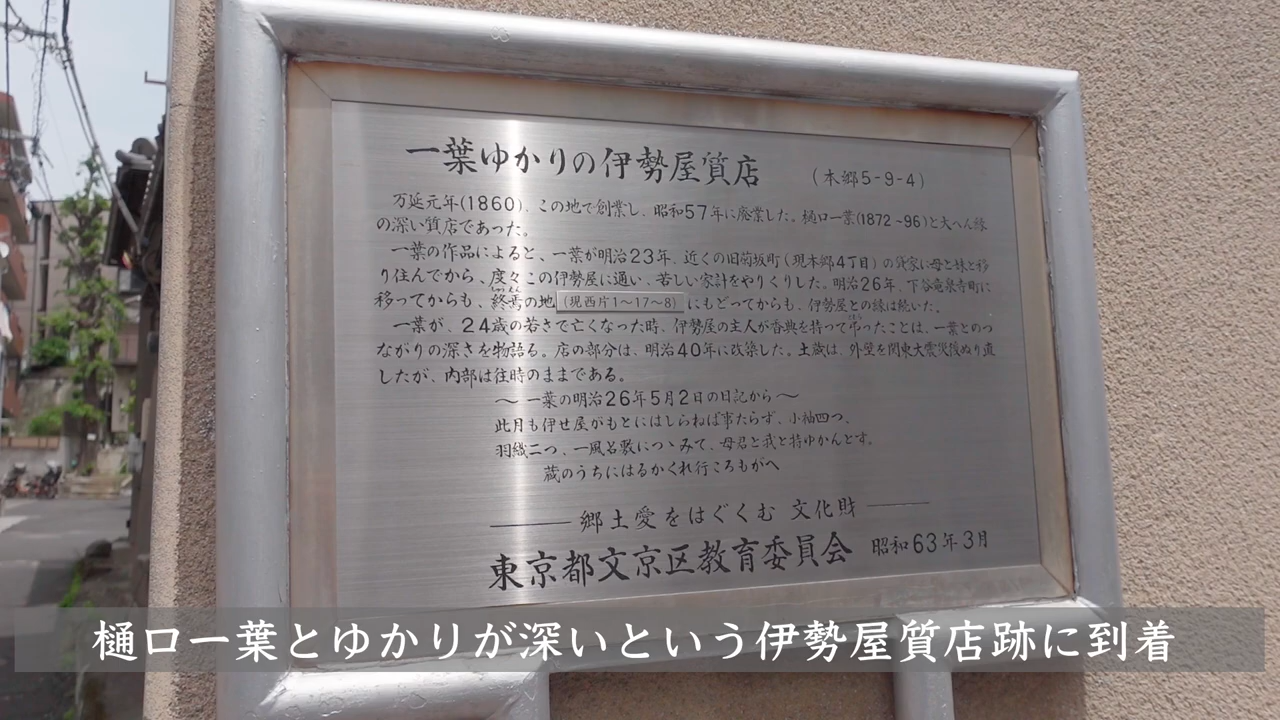 一葉ゆかりの伊勢屋質店 (本郷5-9-4)
万延元年(1860)、この地で創業し、昭和57年に廃業した。樋口一葉(1872~96)と大へん縁
の深い質店であった。
一葉の作品によると、一葉が明治23年、近くの旧菊坂町(現本郷4丁目)の貸家に母と妹と移
り住んでから、度々この伊勢屋に通い、苦しい家計をやりくりした。明治26年、下谷竜泉寺町に
移ってからも、終焉の地(現西片1~17~8)にもどってからも、伊勢屋との縁は続いた。
一葉が、24歳の若さで亡くなった時、伊勢屋の主人が香典を持って弔ったことは、一葉とのつ
ながりの深さを物語る。店の部分は、明治40年に改築した。土蔵は、外壁を関東大震災後ぬり直
したが、内部は往時のままである。
~一葉の明治26年5月2日の日記から~
此月も伊せ屋がもとにはしらねば事たらず、小袖四つ、
羽織二つ、一風呂敷につゝみて、母君と我と持ゆかんとす。
蔵のうちにはるかくれ行ころもがへ
郷土愛をはぐくむ 文化財
東京都文京区教育委員会 昭和63年3月
樋口一葉とゆかりが深いという伊勢屋質店跡に到着